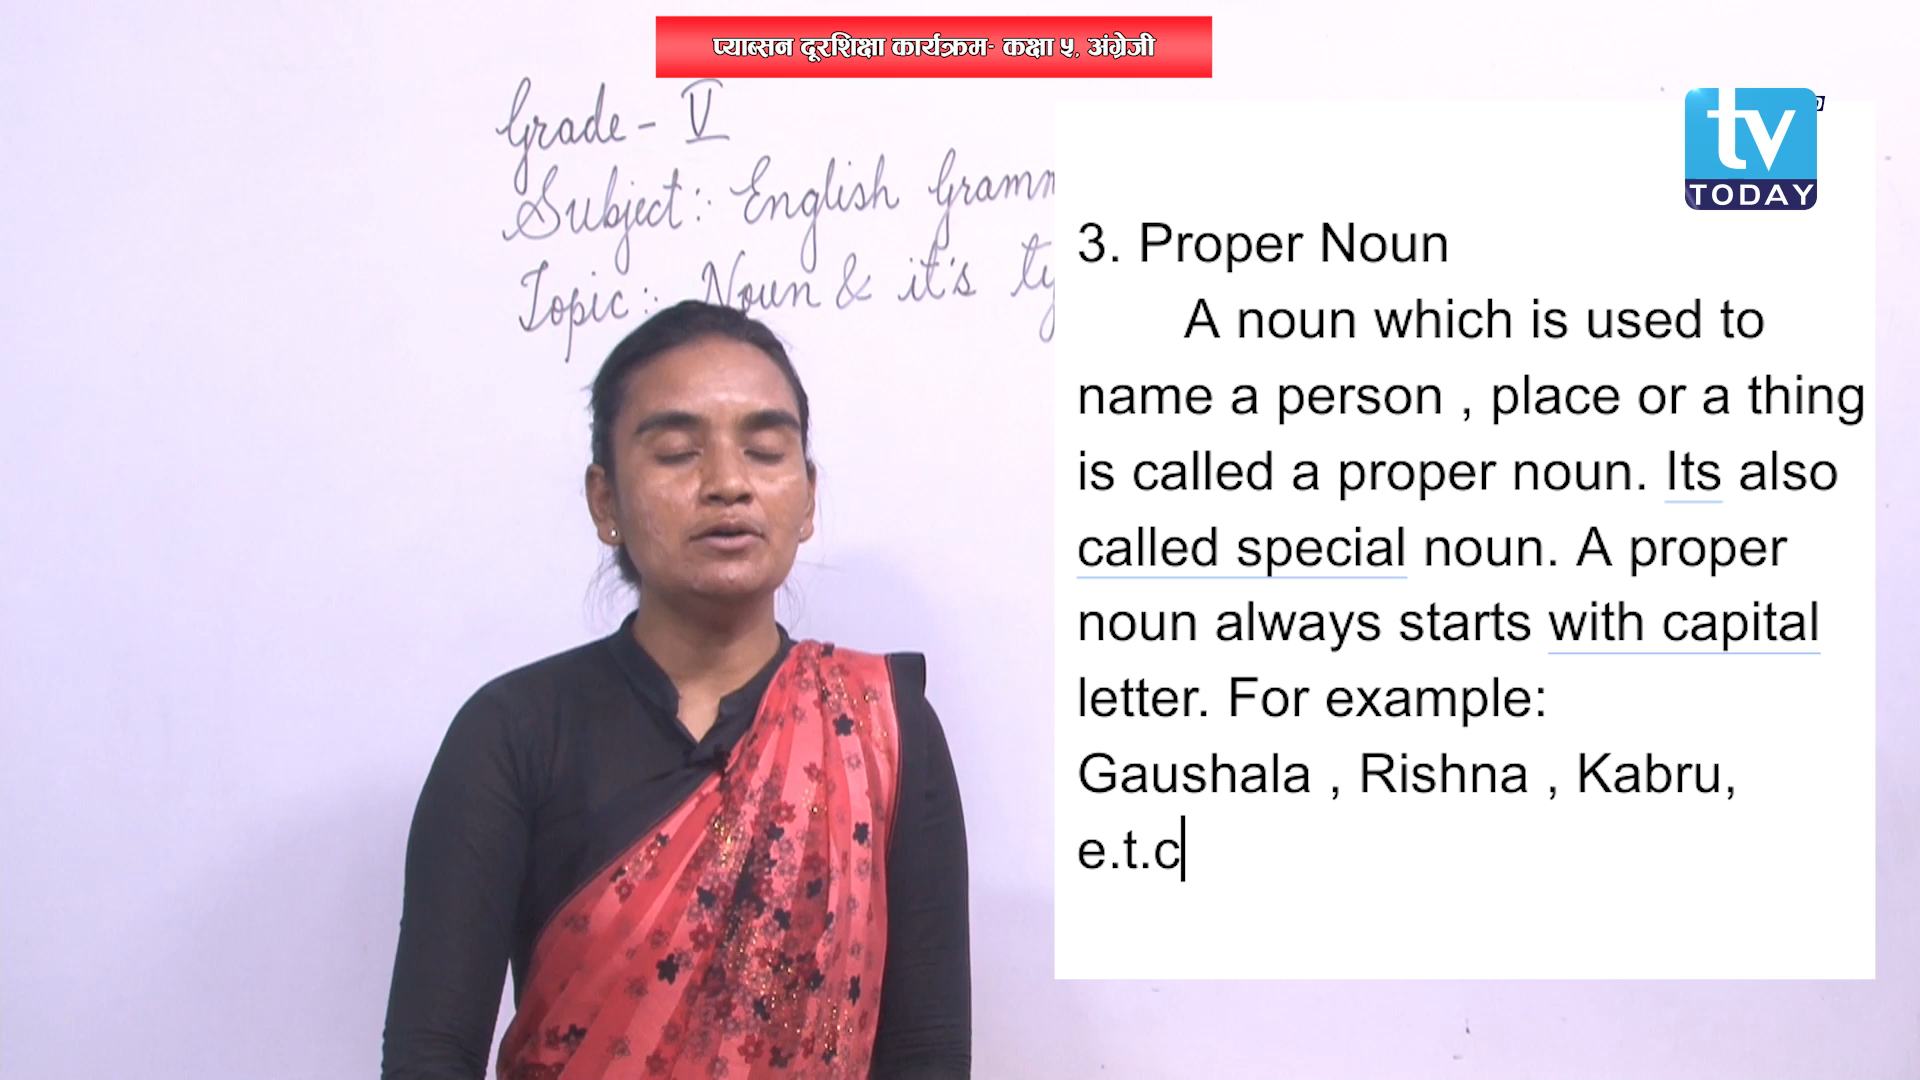 प्याब्सन दूरशिक्षा कार्यक्रम- कक्षा ५, अंग्रेजी
Grade - V
Subject:- English Gramm
Topic:- Noun & it's ty
tv
TODAY
3. Proper Noun
A noun which is used to
name a person , place or a thing
is called a proper noun. Its also
called special noun. A proper
noun always starts with capital
letter. For example:
Gaushala , Rishna , Kabru,
e.t.c